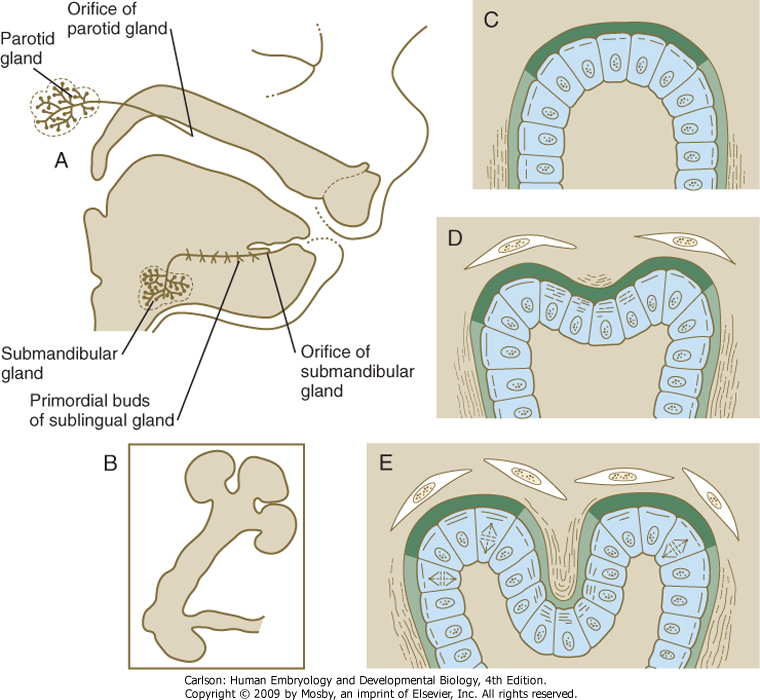 Orifice of
parotid gland
Parotid
gland
A
Submandibular
gland
Primordial buds
of sublingual gland
Orifice of
submandibular
gland
B
C
D
E
Carlson: Human Embryology and Developmental Biology, 4th Edition.
Copyright © 2009 by Mosby, an imprint of Elsevier, Inc. All rights reserved.